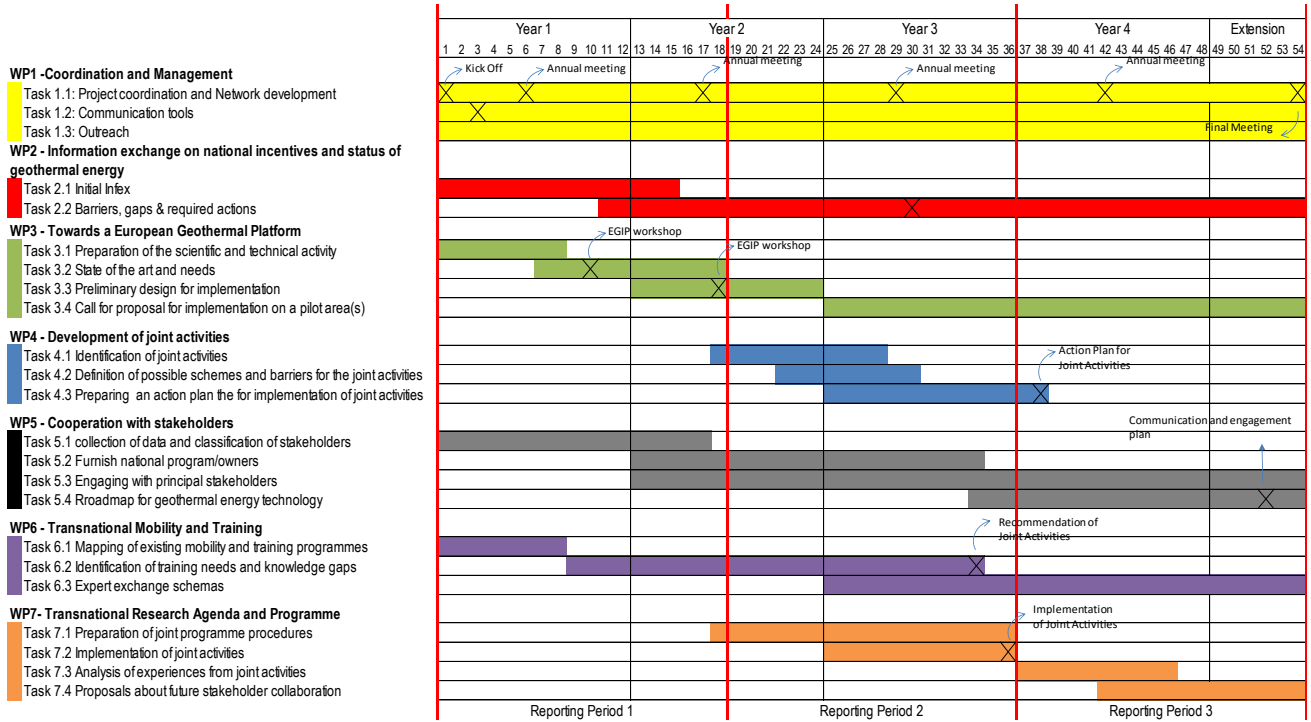 Year 1 Year 2 Year 3 Year 4 Extension
1 2 3 4 5 6 7 8 9 10 11 12 13 14 15 16 17 18 19 20 21 22 23 24 25 26 27 28 29 30 31 32 33 34 35 36 37 38 39 40 41 42 43 44 45 46 47 48 49 50 51 52 53 54
WP1 -Coordination and Management
Kick Off Annual meeting Annual meeting Annual meeting Annual meeting
Task 1.1: Project coordination and Network development
Task 1.2: Communication tools
Task 1.3: Outreach
Final Meeting
WP2 - Information exchange on national incentives and status of
geothermal energy
Task 2.1 Initial Infex
Task 2.2 Barriers, gaps & required actions
WP3 - Towards a European Geothermal Platform
EGIP workshop
Task 3.1 Preparation of the scientific and technical activity
EGIP workshop
Task 3.2 State of the art and needs
Task 3.3 Preliminary design for implementation
Task 3.4 Call for proposal for implementation on a pilot area(s)
WP4 - Development of joint activities
Task 4.1 Identification of joint activities
Action Plan for
Joint Activities
Task 4.2 Definition of possible schemes and barriers for the joint activities
Task 4.3 Preparing an action plan the for implementation of joint activities
WP5 - Cooperation with stakeholders
Communication and engagement
plan
Task 5.1 collection of data and classification of stakeholders
Task 5.2 Furnish national program/owners
Task 5.3 Engaging with principal stakeholders
Task 5.4 Rroadmap for geothermal energy technology
WP6 - Transnational Mobility and Training
Recommendation of
Joint Activities
Task 6.1 Mapping of existing mobility and training programmes
Task 6.2 Identification of training needs and knowledge gaps
Task 6.3 Expert exchange schemas
WP7- Transnational Research Agenda and Programme
Implementation
of Joint Activities
Task 7.1 Preparation of joint programme procedures
Task 7.2 Implementation of joint activities
Task 7.3 Analysis of experiences from joint activities
Task 7.4 Proposals about future stakeholder collaboration
Reporting Period 1 Reporting Period 2 Reporting Period 3